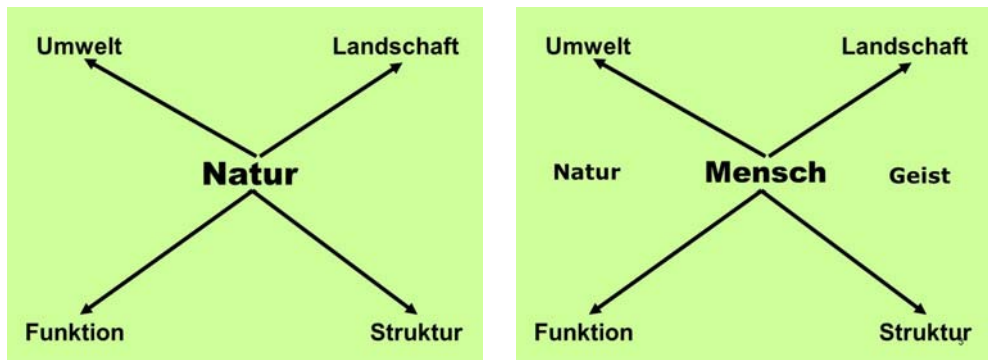 Umwelt
Landschaft
Natur
Funktion
Struktur
Umwelt
Landschaft
Natur
Mensch
Geist
Funktion
Struktur